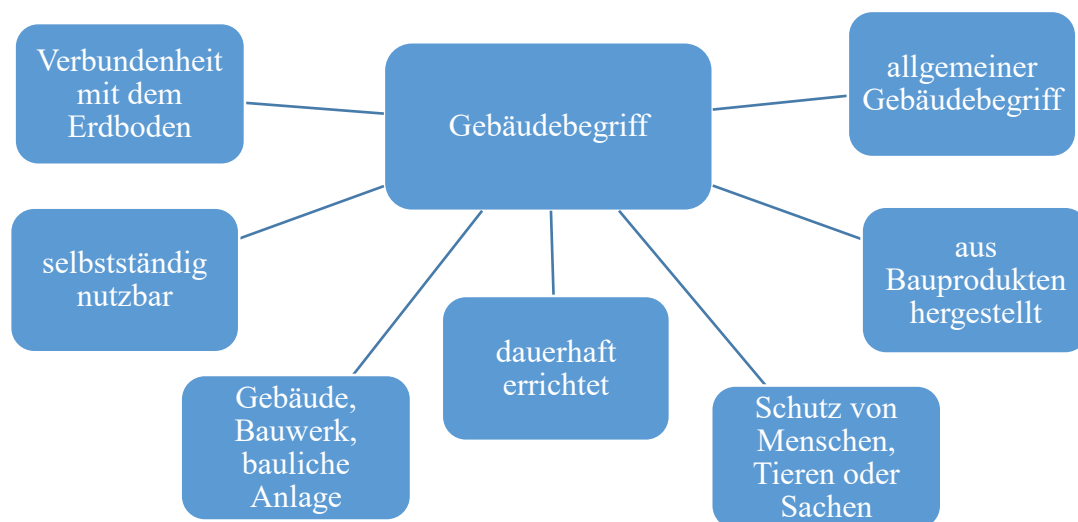 Verbundenheit
mit dem
Erdboden
Gebäudebegriff
allgemeiner
Gebäudebegriff
selbstständig
nutzbar
aus
Bauprodukten
hergestellt
dauerhaft
errichtet
Gebäude,
Bauwerk,
bauliche
Anlage
Schutz von
Menschen,
Tieren oder
Sachen